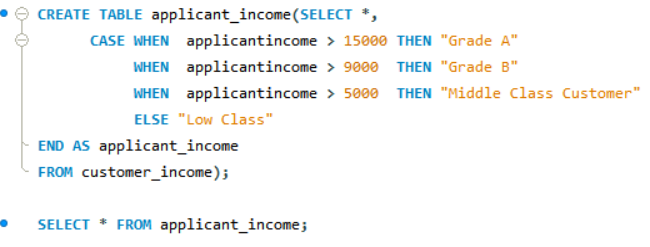 CREATE TABLE applicant_income(SELECT *,
CASE WHEN applicantincome > 15000 THEN "Grade A"
WHEN applicantincome > 9000 THEN "Grade B"
WHEN applicantincome > 5000 THEN "Middle Class Customer"
ELSE "Low Class"
END AS applicant_income
FROM customer_income);
SELECT * FROM applicant_income;